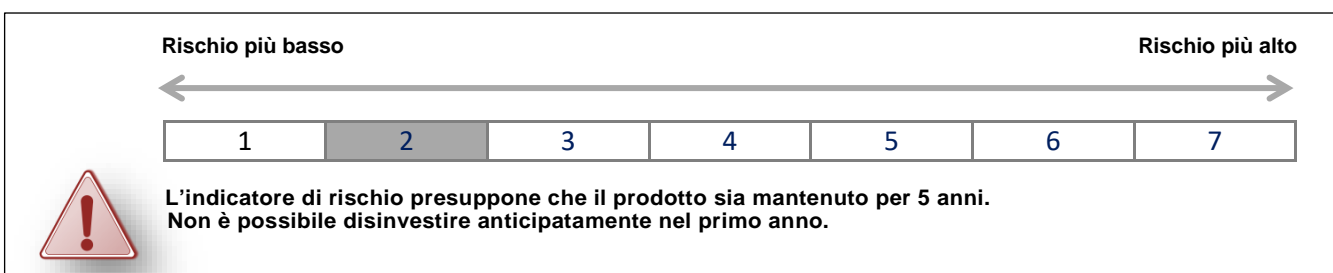 Rischio più basso Rischio più alto
1 2 3 4 5 6 7
L’indicatore di rischio presuppone che il prodotto sia mantenuto per 5 anni.
Non è possibile disinvestire anticipatamente nel primo anno.